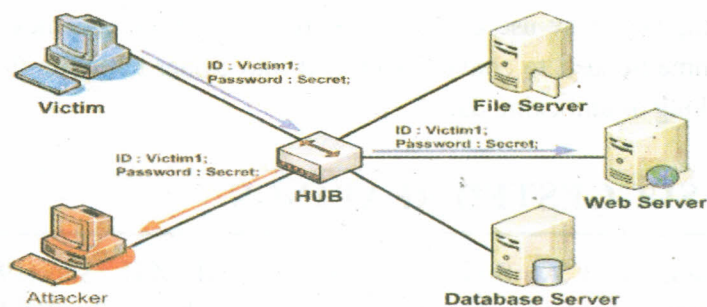 ID : Victim1;
Password : Secret;
Victim
File Server
ID : Victim1;
Password : Secret;
ID : Victim1;
Password : Secret;
HUB
Web Server
Attacker
Database Server